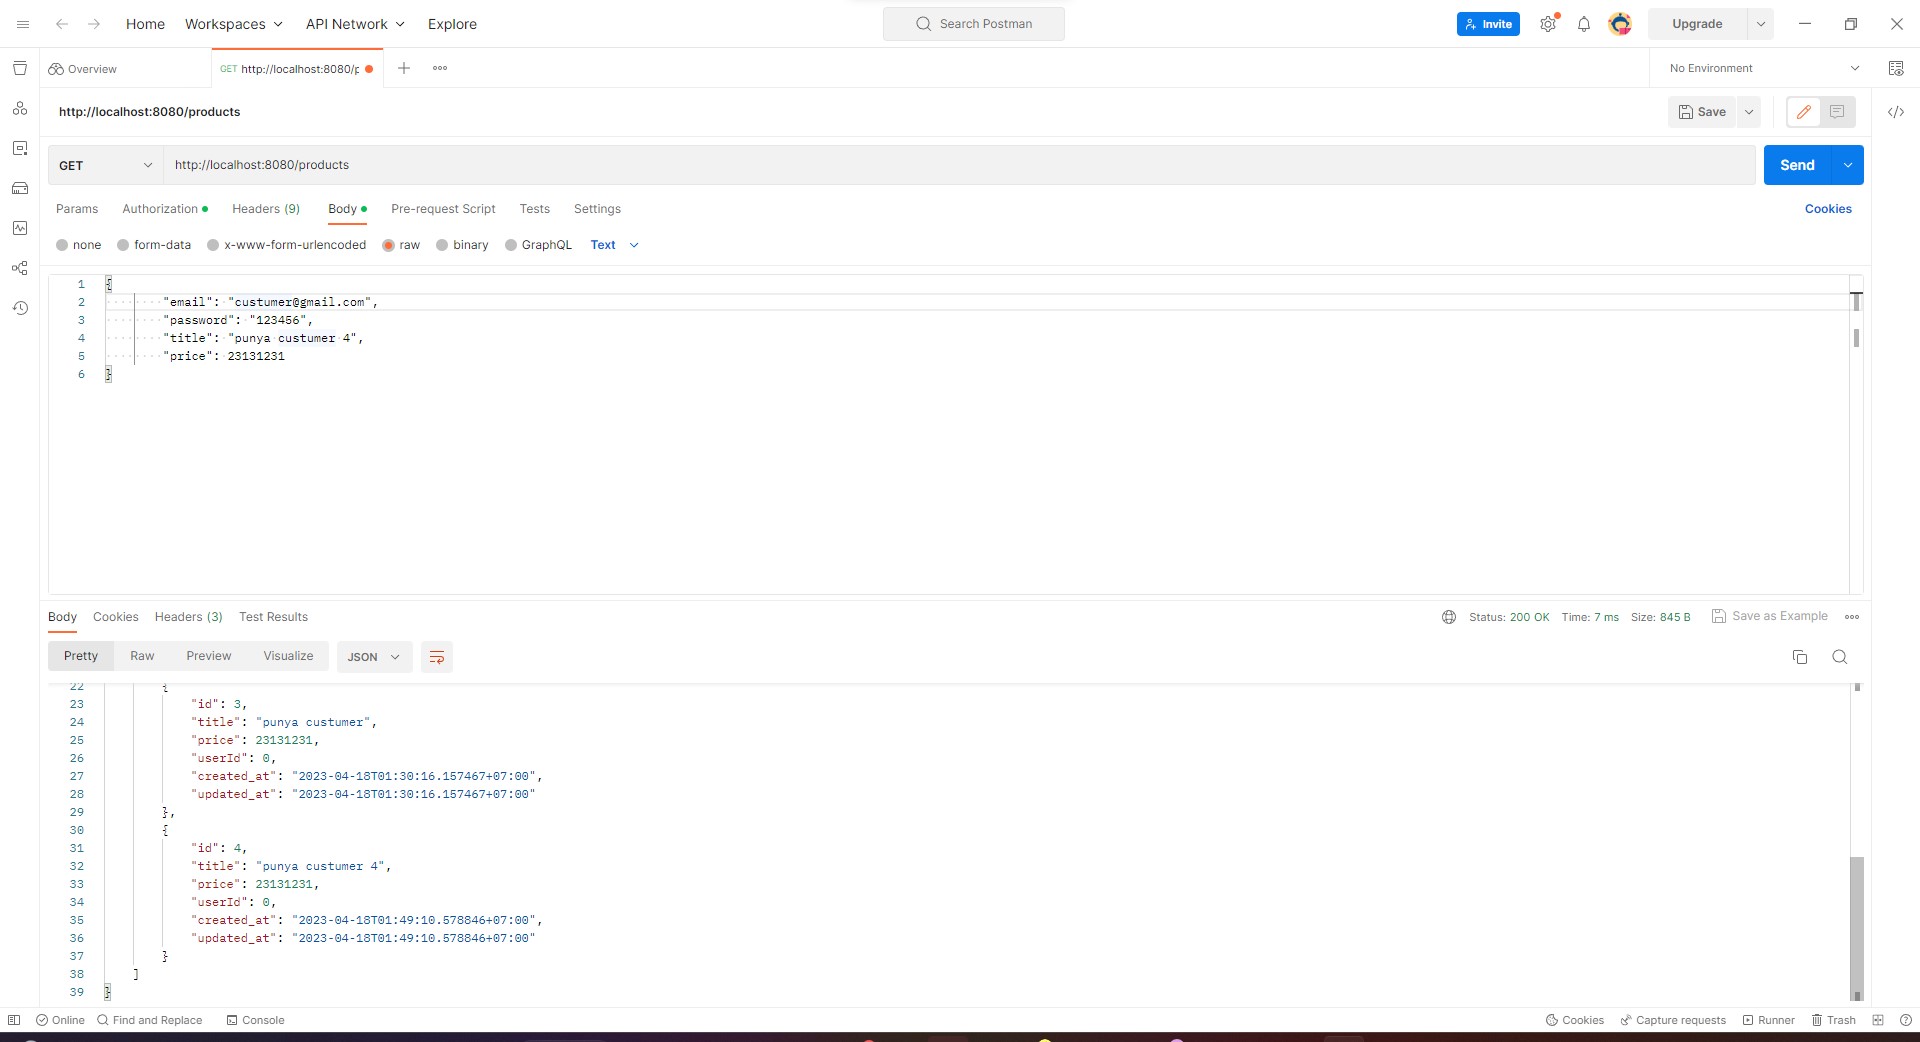 Home Workspaces API Network Explore Search Postman Invite Upgrade
Overview GET http://localhost:8080/p No Environment
http://localhost:8080/products Save
GET http://localhost:8080/products Send
Params Authorization Headers (9) Body Pre-request Script Tests Settings Cookies
none form-data x-www-form-urlencoded raw binary GraphQL Text
1 {
2 "email": "custumer@gmail.com",
3 "password": "123456",
4 "title": "punya custumer 4",
5 "price": 23131231
6 }
Body Cookies Headers (3) Test Results Status: 200 OK Time: 7 ms Size: 845 B Save as Example
Pretty Raw Preview Visualize JSON
22 {
23 "id": 3,
24 "title": "punya custumer",
25 "price": 23131231,
26 "userId": 0,
27 "created_at": "2023-04-18T01:30:16.157467+07:00",
28 "updated_at": "2023-04-18T01:30:16.157467+07:00"
29 },
30 {
31 "id": 4,
32 "title": "punya custumer 4",
33 "price": 23131231,
34 "userId": 0,
35 "created_at": "2023-04-18T01:49:10.578846+07:00",
36 "updated_at": "2023-04-18T01:49:10.578846+07:00"
37 }
38 ]
39 }
Online Find and Replace Console Cookies Capture requests Runner Trash